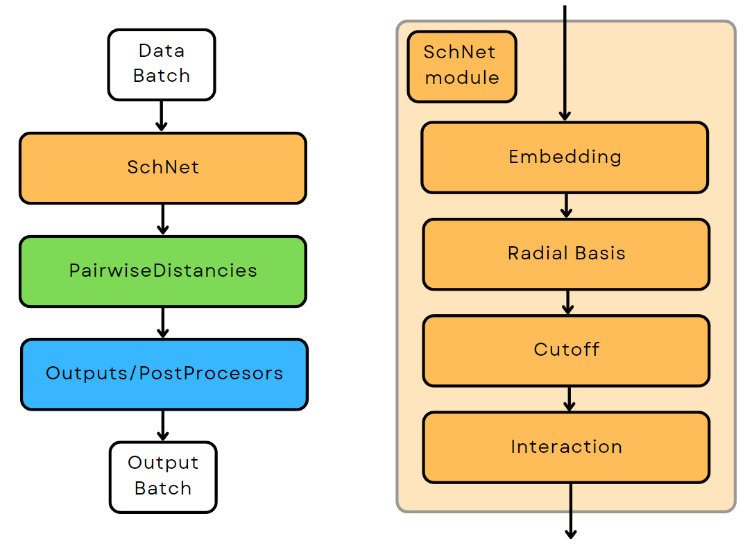 Data
Batch
SchNet
PairwiseDistancies
Outputs/PostProcesors
Output
Batch
SchNet
module
Embedding
Radial Basis
Cutoff
Interaction